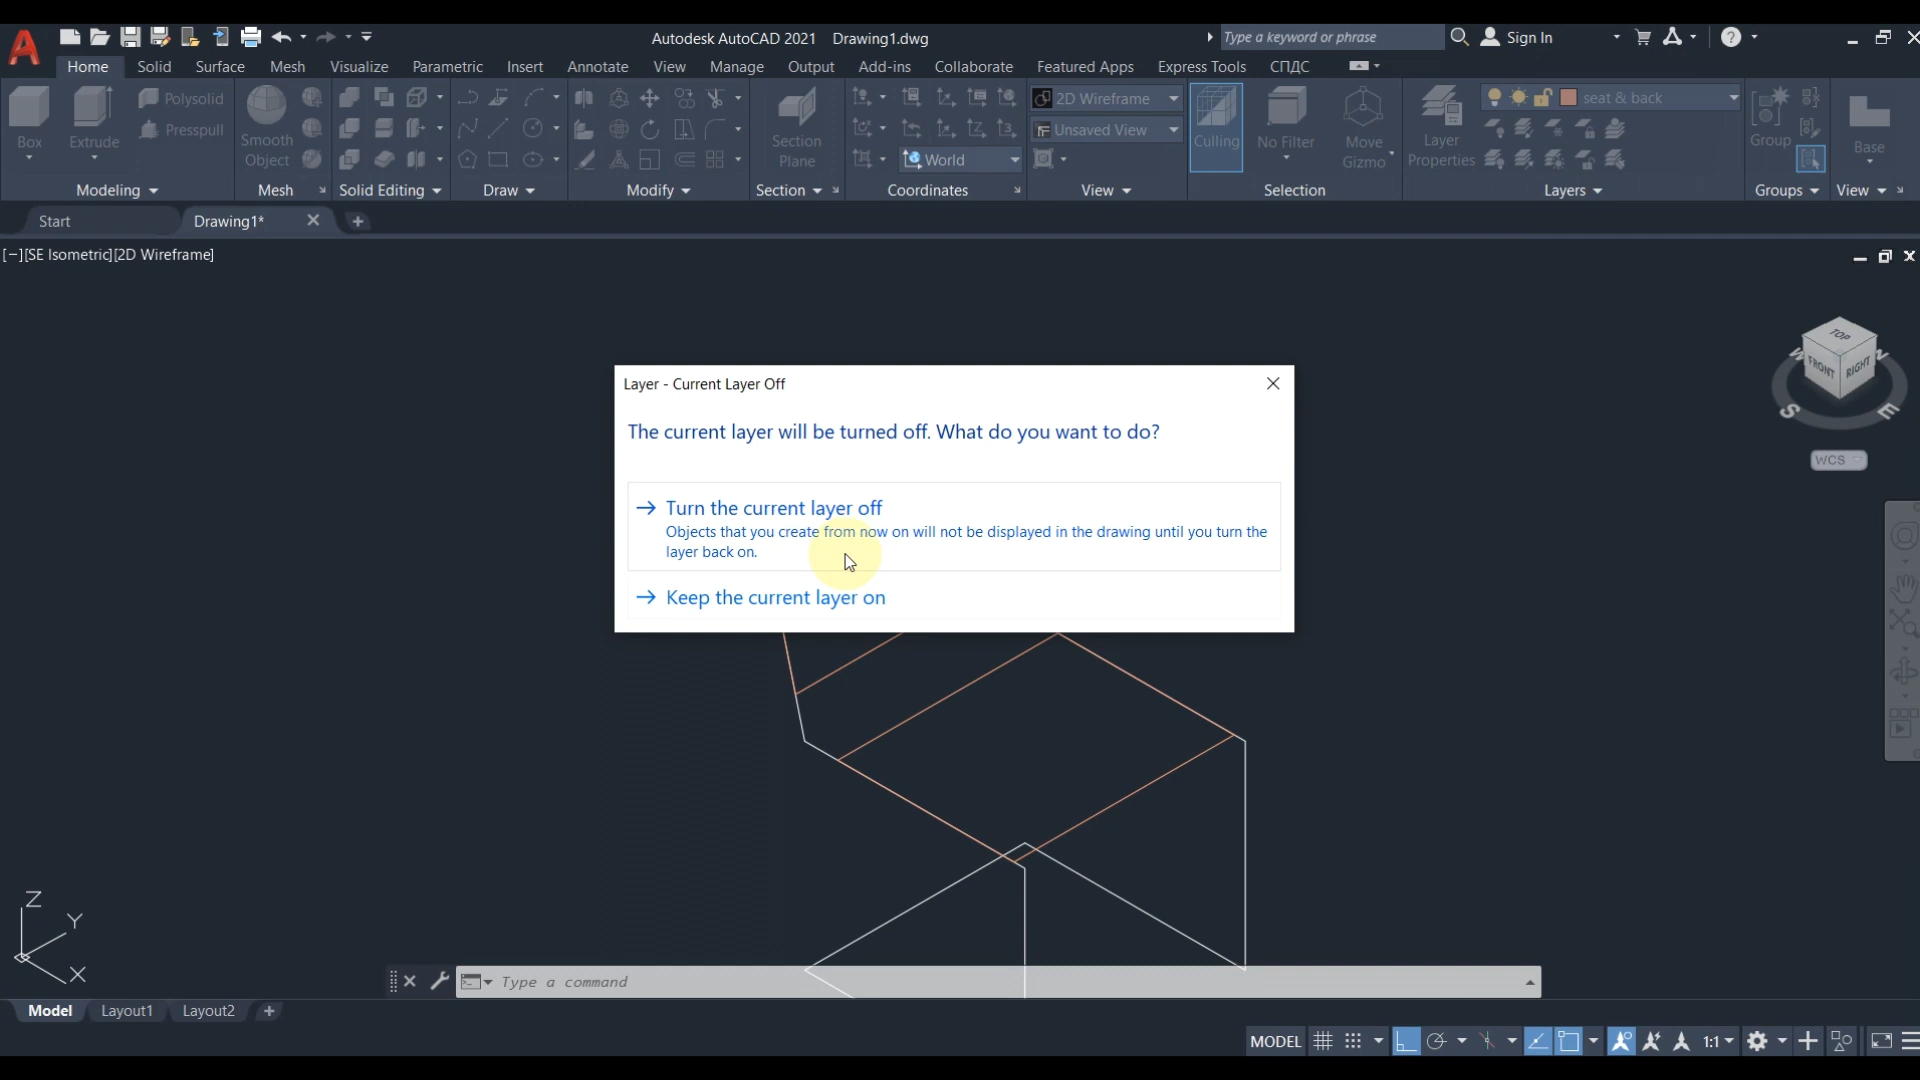 Autodesk AutoCAD 2021 Drawing1.dwg
Type a keyword or phrase
Sign In
Home Solid Surface Mesh Visualize Parametric Insert Annotate View Manage Output Add-ins Collaborate Featured Apps Express Tools СПДС
Box
Extrude
Polysolid
Presspull
Smooth
Object
Section
Plane
World
2D Wireframe
Unsaved View
Culling
No Filter
Move
Gizmo
Layer
Properties
seat & back
Group
Base
Modeling Mesh Solid Editing Draw Modify Section Coordinates View Selection Layers Groups View
Start Drawing1*
[−][SE Isometric][2D Wireframe]
TOP
FRONT RIGHT
W N
S E
WCS
Layer - Current Layer Off
The current layer will be turned off. What do you want to do?
Turn the current layer off
Objects that you create from now on will not be displayed in the drawing until you turn the
layer back on.
Keep the current layer on
Z
Y
X
Type a command
Model Layout1 Layout2
MODEL 1:1